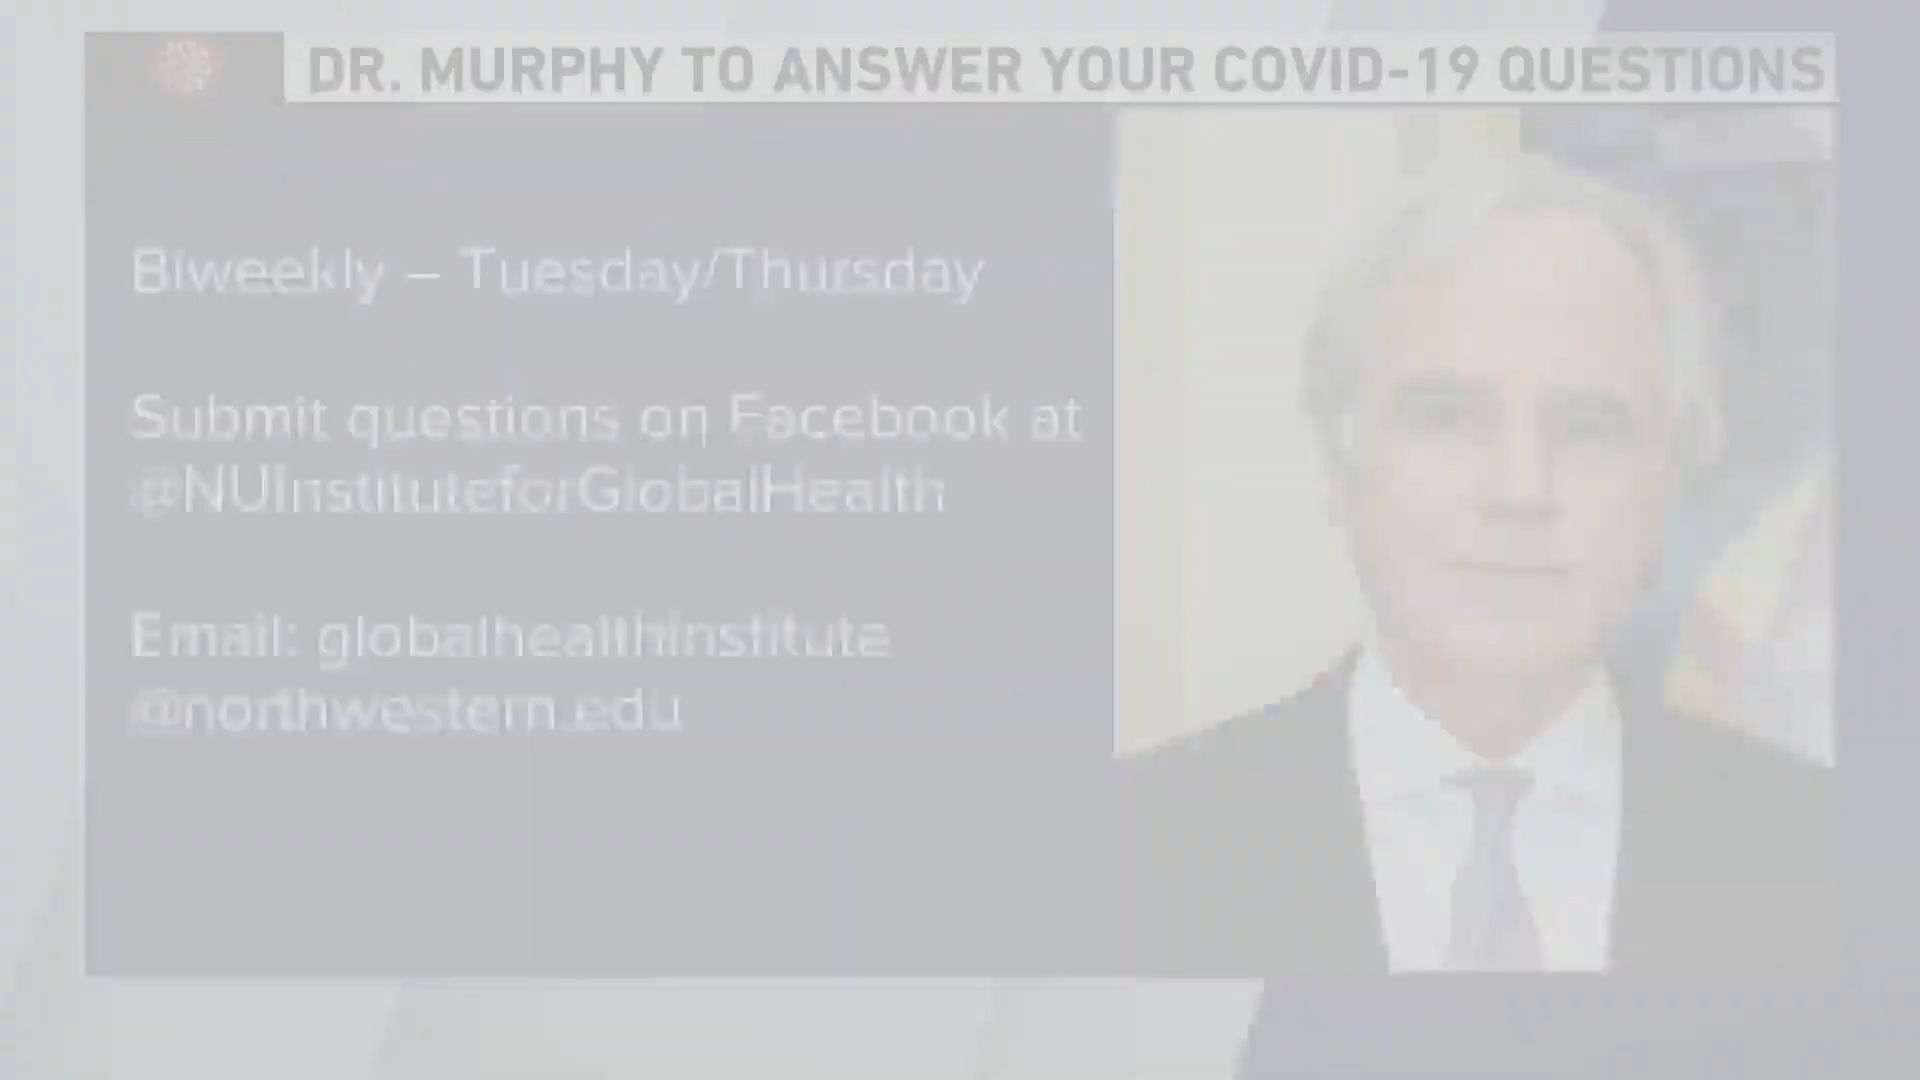 DR. MURPHY TO ANSWER YOUR COVID-19 QUESTIONS
Biweekly – Tuesday/Thursday
Submit questions on Facebook at
@NUInstituteforGlobalHealth
Email: globalhealthinstitute
@northwestern.edu